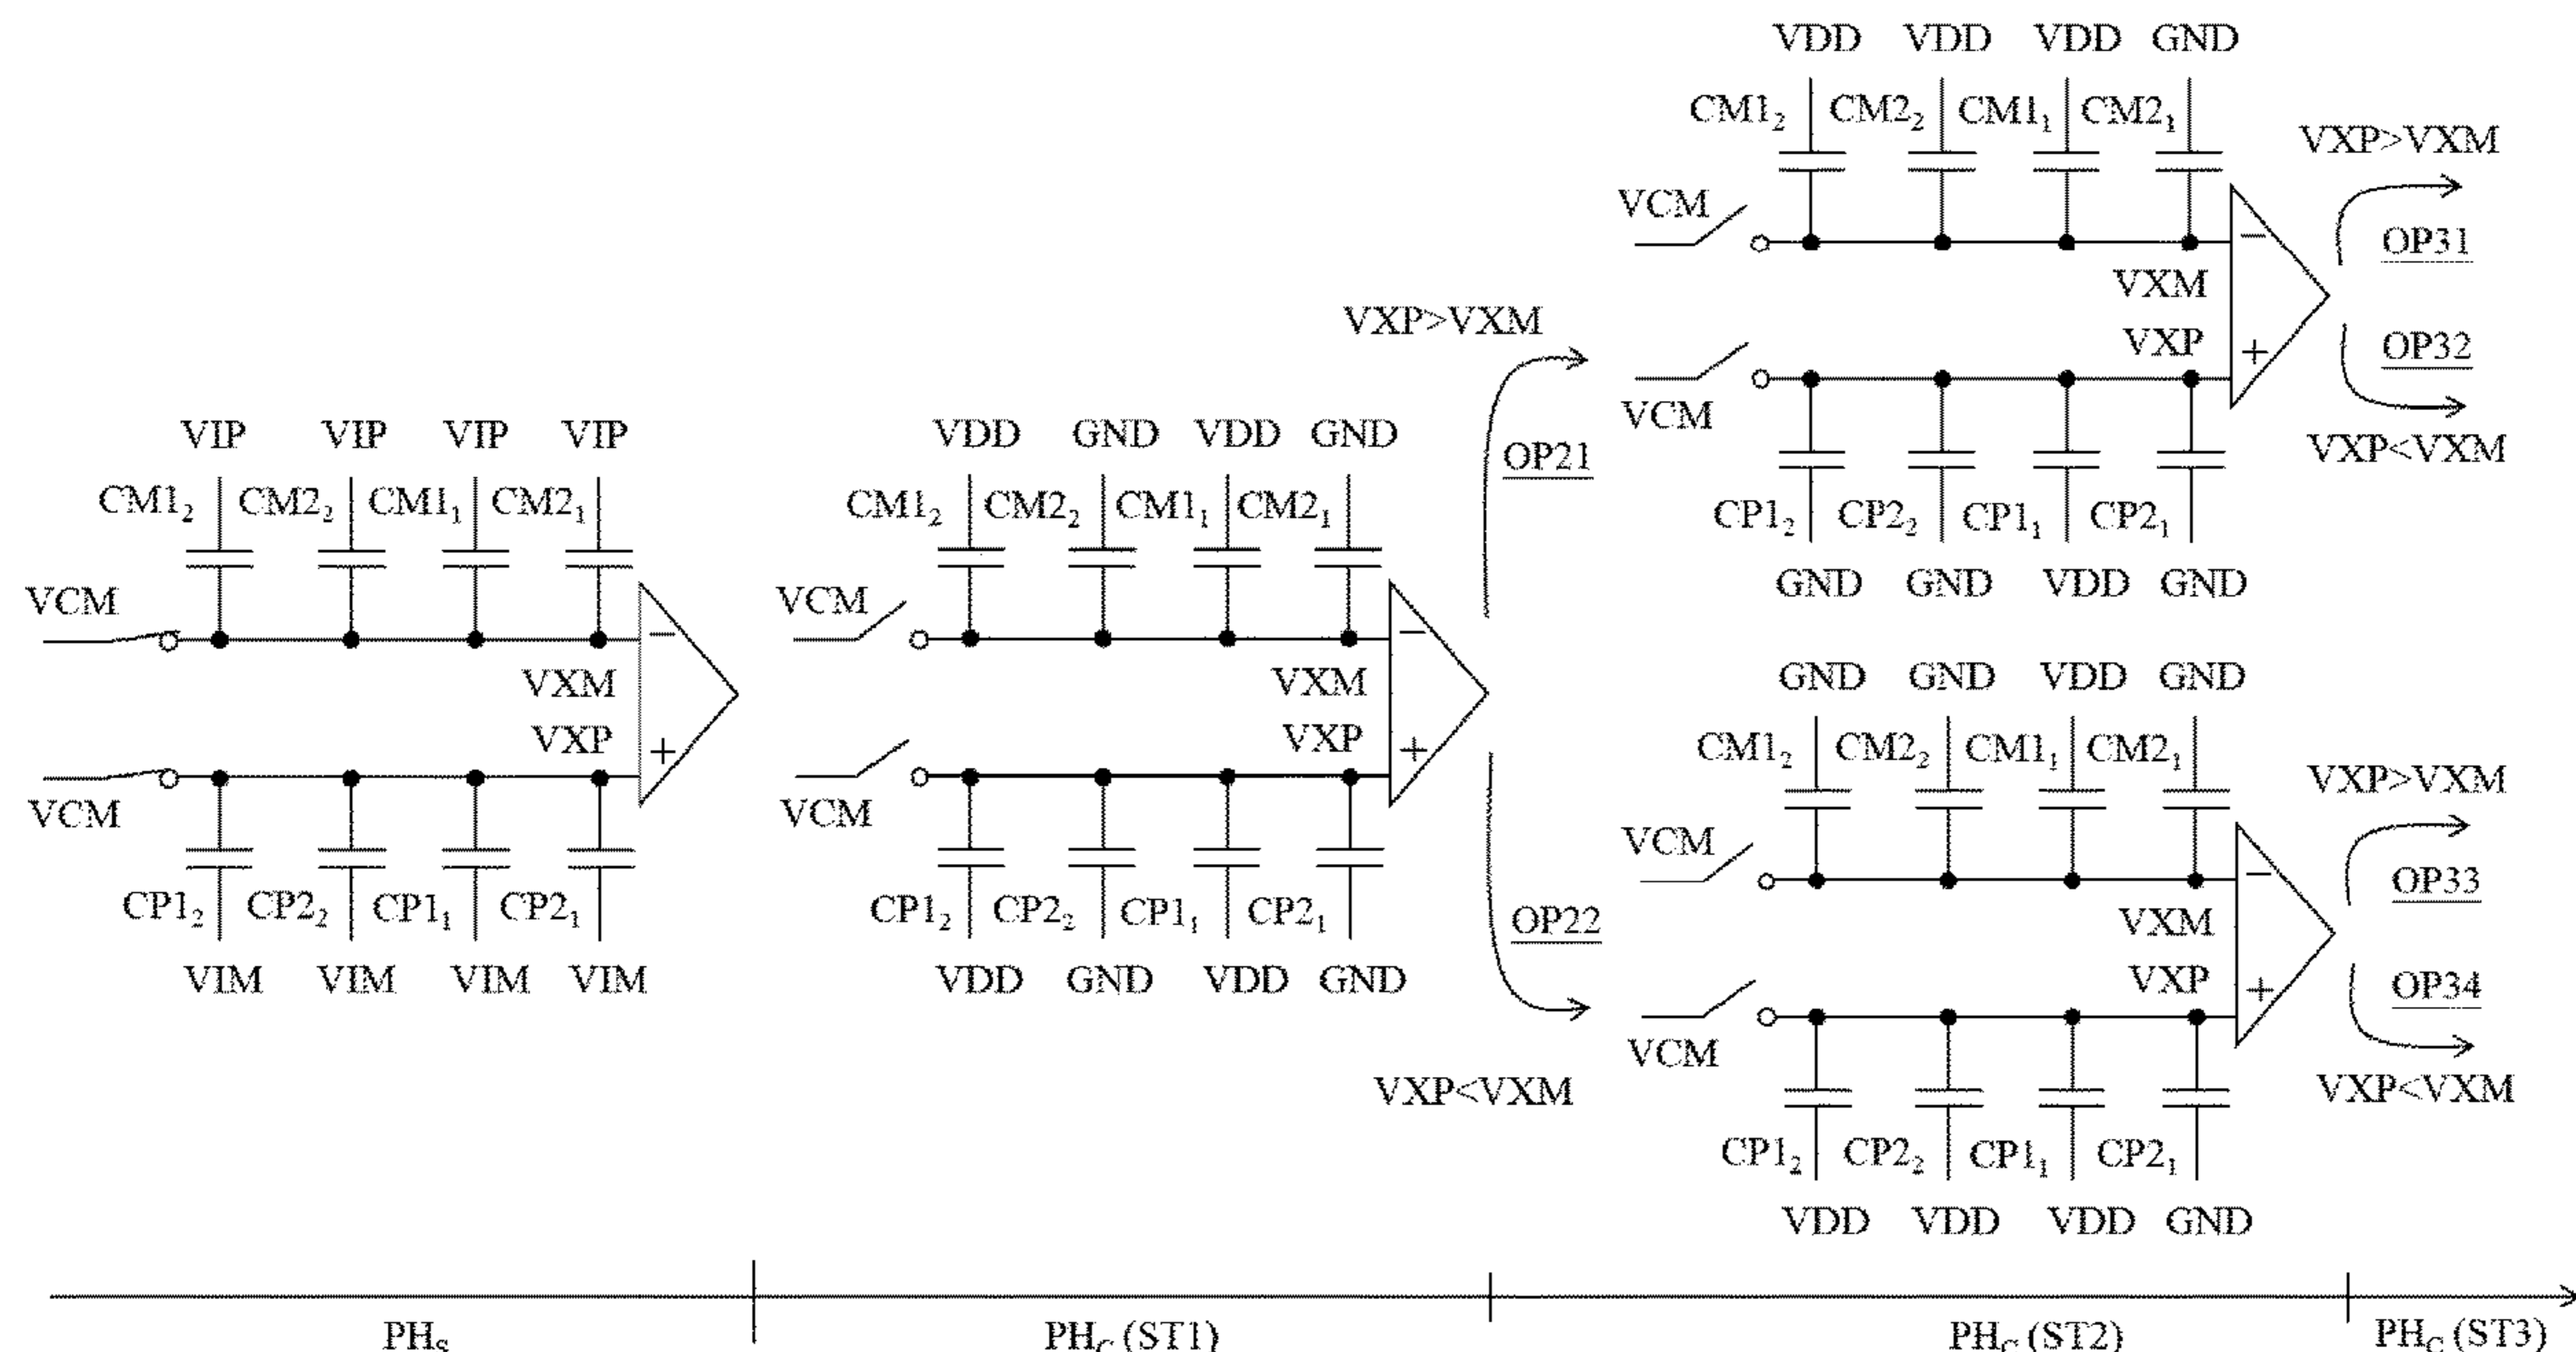 VDD VDD VDD GND
CM1₂ CM2₂ CM1₁ CM2₁
VXP>VXM
VCM
−
OP31
VXM
VXP
OP32
+
VCM
VXP<VXM
CP1₂ CP2₂ CP1₁ CP2₁
GND GND VDD GND
VXP>VXM
OP21
VIP VIP VIP VIP
CM1₂ CM2₂ CM1₁ CM2₁
VCM
−
VXM
VXP
+
VCM
CP1₂ CP2₂ CP1₁ CP2₁
VIM VIM VIM VIM
VDD GND VDD GND
CM1₂ CM2₂ CM1₁ CM2₁
VCM
−
VXM
VXP
+
VCM
CP1₂ CP2₂ CP1₁ CP2₁
VDD GND VDD GND
OP22
VXP<VXM
GND GND VDD GND
CM1₂ CM2₂ CM1₁ CM2₁
VXP>VXM
VCM
−
OP33
VXM
VXP
OP34
+
VCM
VXP<VXM
CP1₂ CP2₂ CP1₁ CP2₁
VDD VDD VDD GND
PH_S PH_C (ST1) PH_C (ST2) PH_C (ST3)